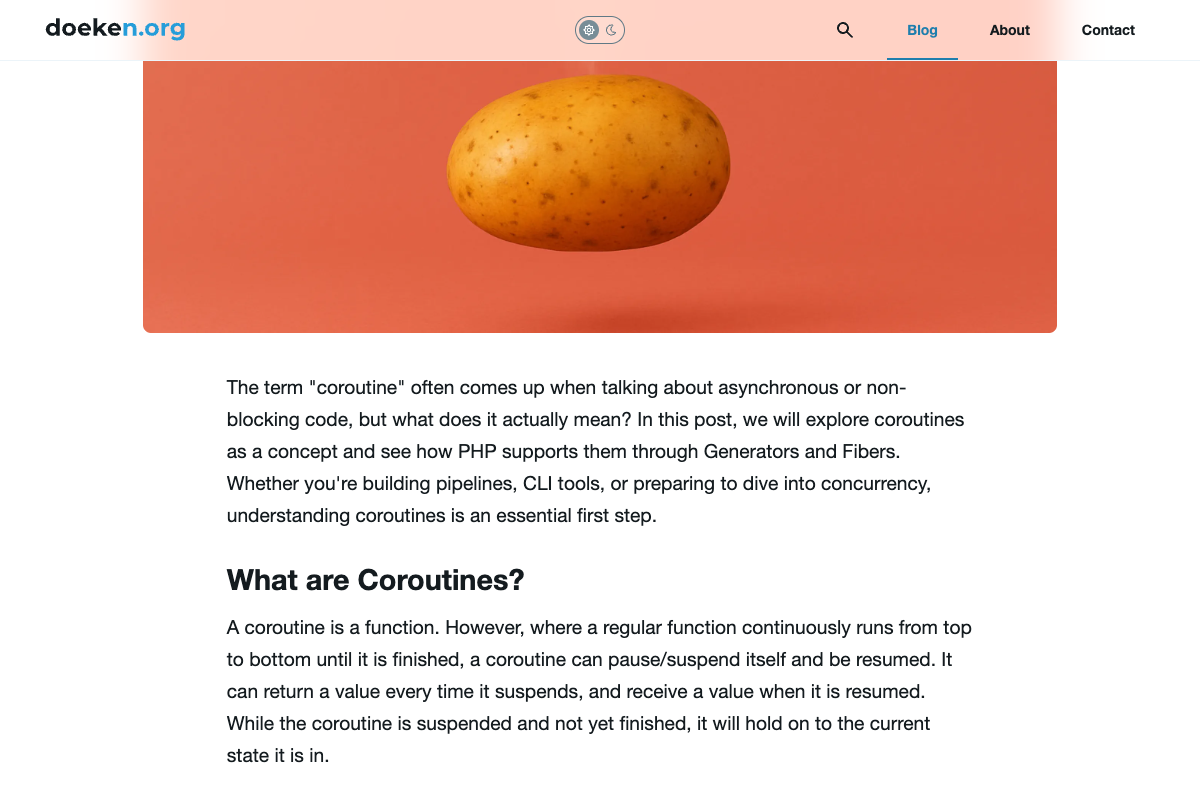 doeken.org
Blog
About
Contact
The term "coroutine" often comes up when talking about asynchronous or non-
blocking code, but what does it actually mean? In this post, we will explore coroutines
as a concept and see how PHP supports them through Generators and Fibers.
Whether you're building pipelines, CLI tools, or preparing to dive into concurrency,
understanding coroutines is an essential first step.
What are Coroutines?
A coroutine is a function. However, where a regular function continuously runs from top
to bottom until it is finished, a coroutine can pause/suspend itself and be resumed. It
can return a value every time it suspends, and receive a value when it is resumed.
While the coroutine is suspended and not yet finished, it will hold on to the current
state it is in.